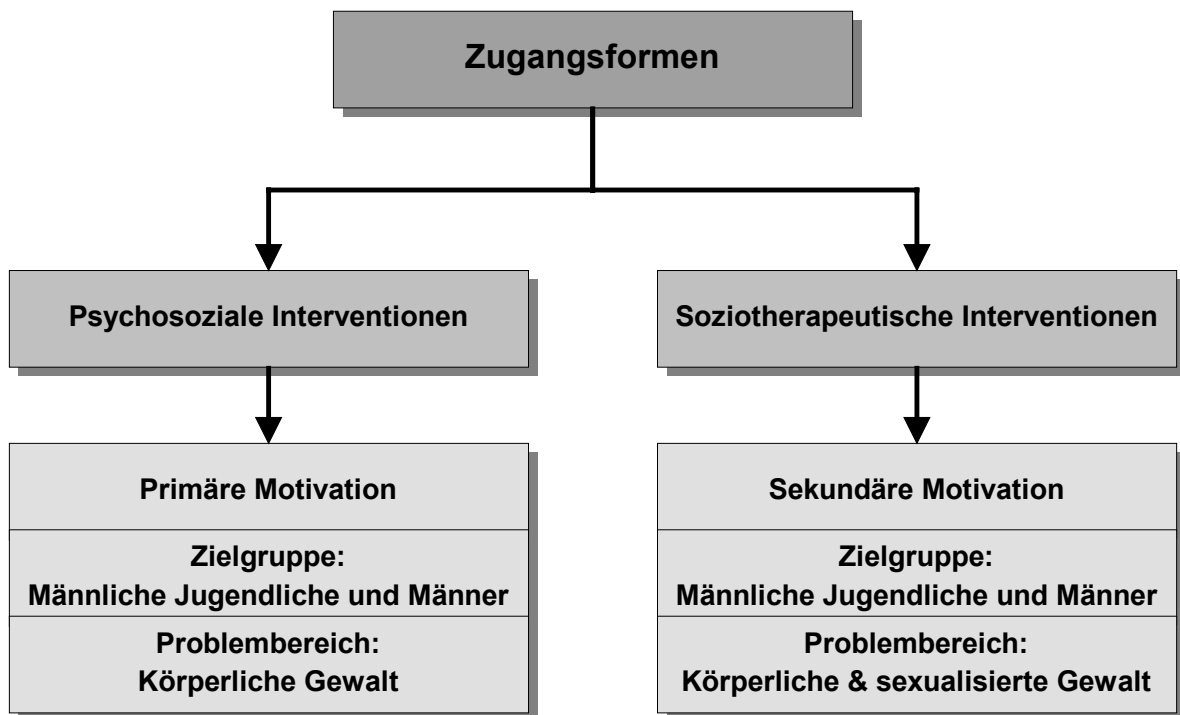 Zugangsformen
Psychosoziale Interventionen
Soziotherapeutische Interventionen
Primäre Motivation
Zielgruppe:
Männliche Jugendliche und Männer
Problembereich:
Körperliche Gewalt
Sekundäre Motivation
Zielgruppe:
Männliche Jugendliche und Männer
Problembereich:
Körperliche & sexualisierte Gewalt